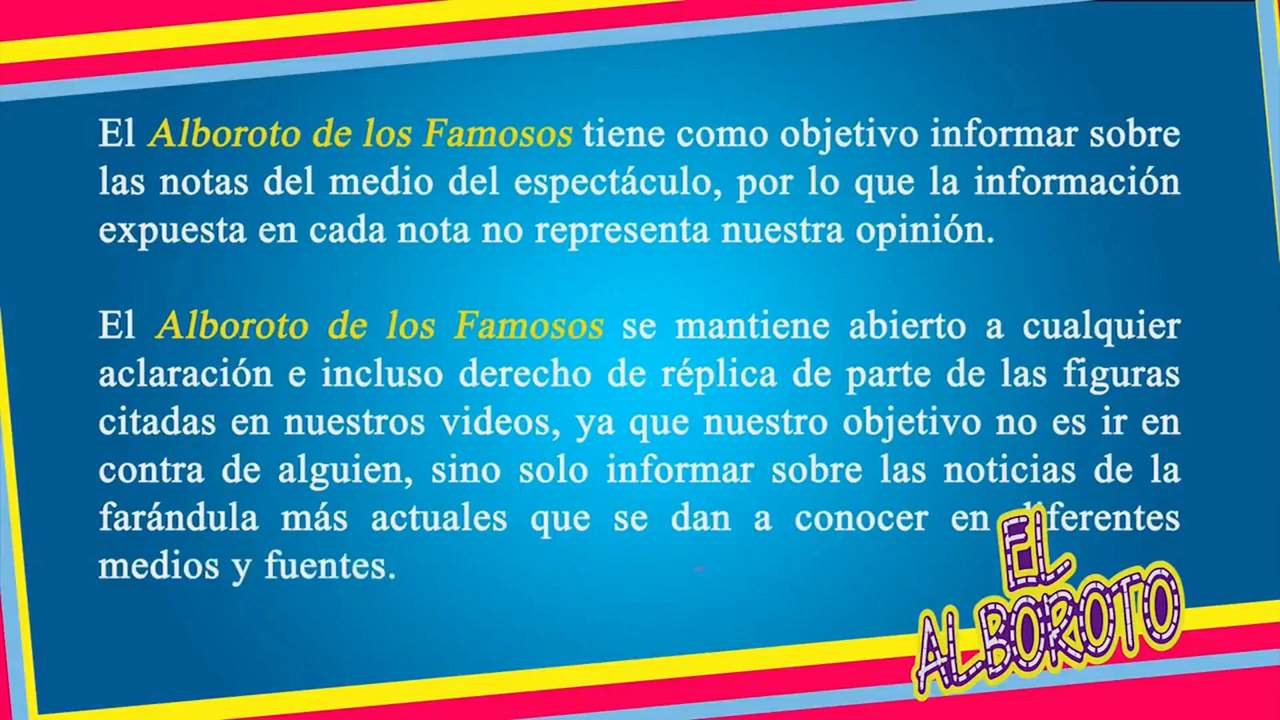 El Alboroto de los Famosos tiene como objetivo informar sobre
las notas del medio del espectáculo, por lo que la información
expuesta en cada nota no representa nuestra opinión.
El Alboroto de los Famosos se mantiene abierto a cualquier
aclaración e incluso derecho de réplica de parte de las figuras
citadas en nuestros videos, ya que nuestro objetivo no es ir en
contra de alguien, sino solo informar sobre las noticias de la
farándula más actuales que se dan a conocer en diferentes
medios y fuentes.
EL
ALBOROTO